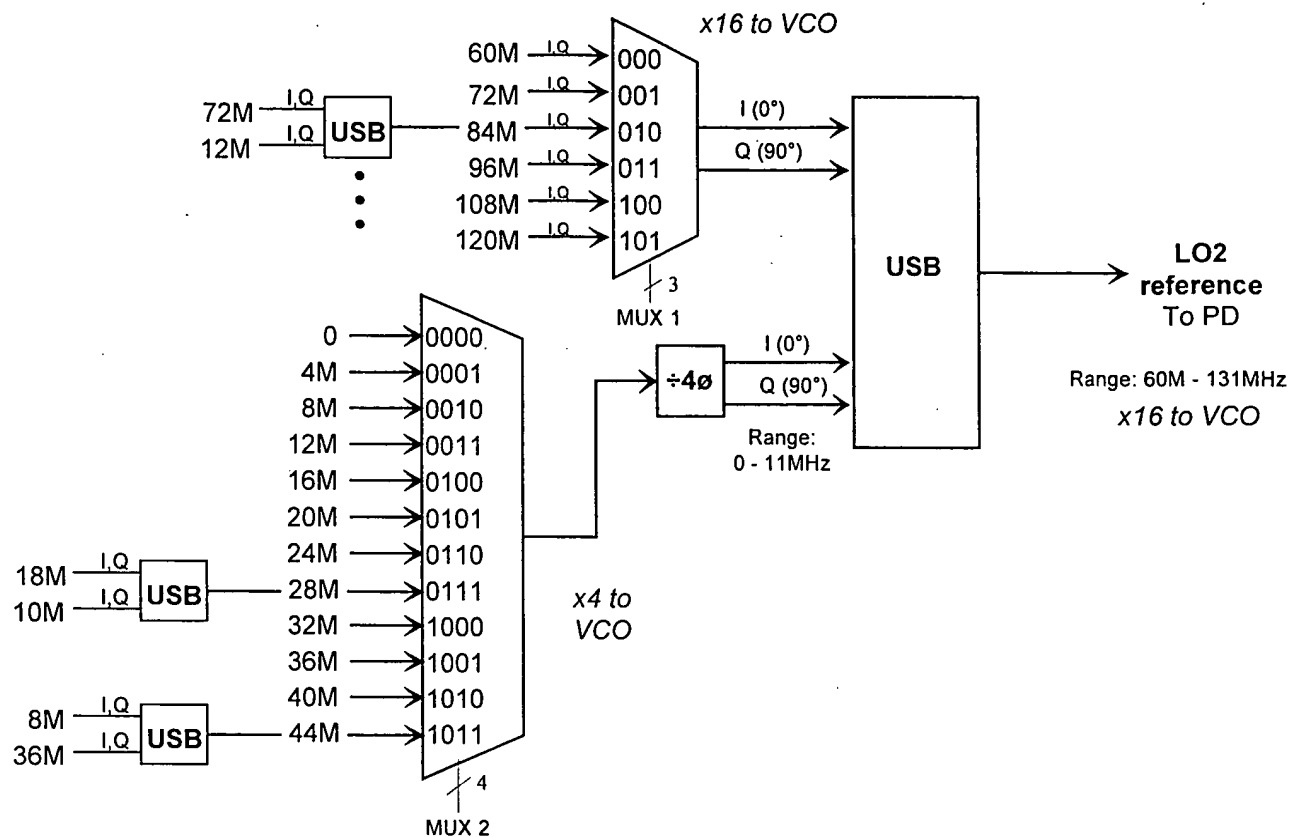 x16 to VCO
60M I,Q 000
72M I,Q 001
72M I,Q
12M I,Q
USB
84M I,Q 010
96M I,Q 011
108M I,Q 100
120M I,Q 101
3
MUX 1
I (0°)
Q (90°)
USB
LO2
reference
To PD
Range: 60M - 131MHz
x16 to VCO
0 0000
4M 0001
8M 0010
12M 0011
16M 0100
20M 0101
24M 0110
28M 0111
32M 1000
36M 1001
40M 1010
44M 1011
18M I,Q
10M I,Q
USB
8M I,Q
36M I,Q
USB
4
MUX 2
x4 to
VCO
÷4ø
I (0°)
Q (90°)
Range:
0 - 11MHz